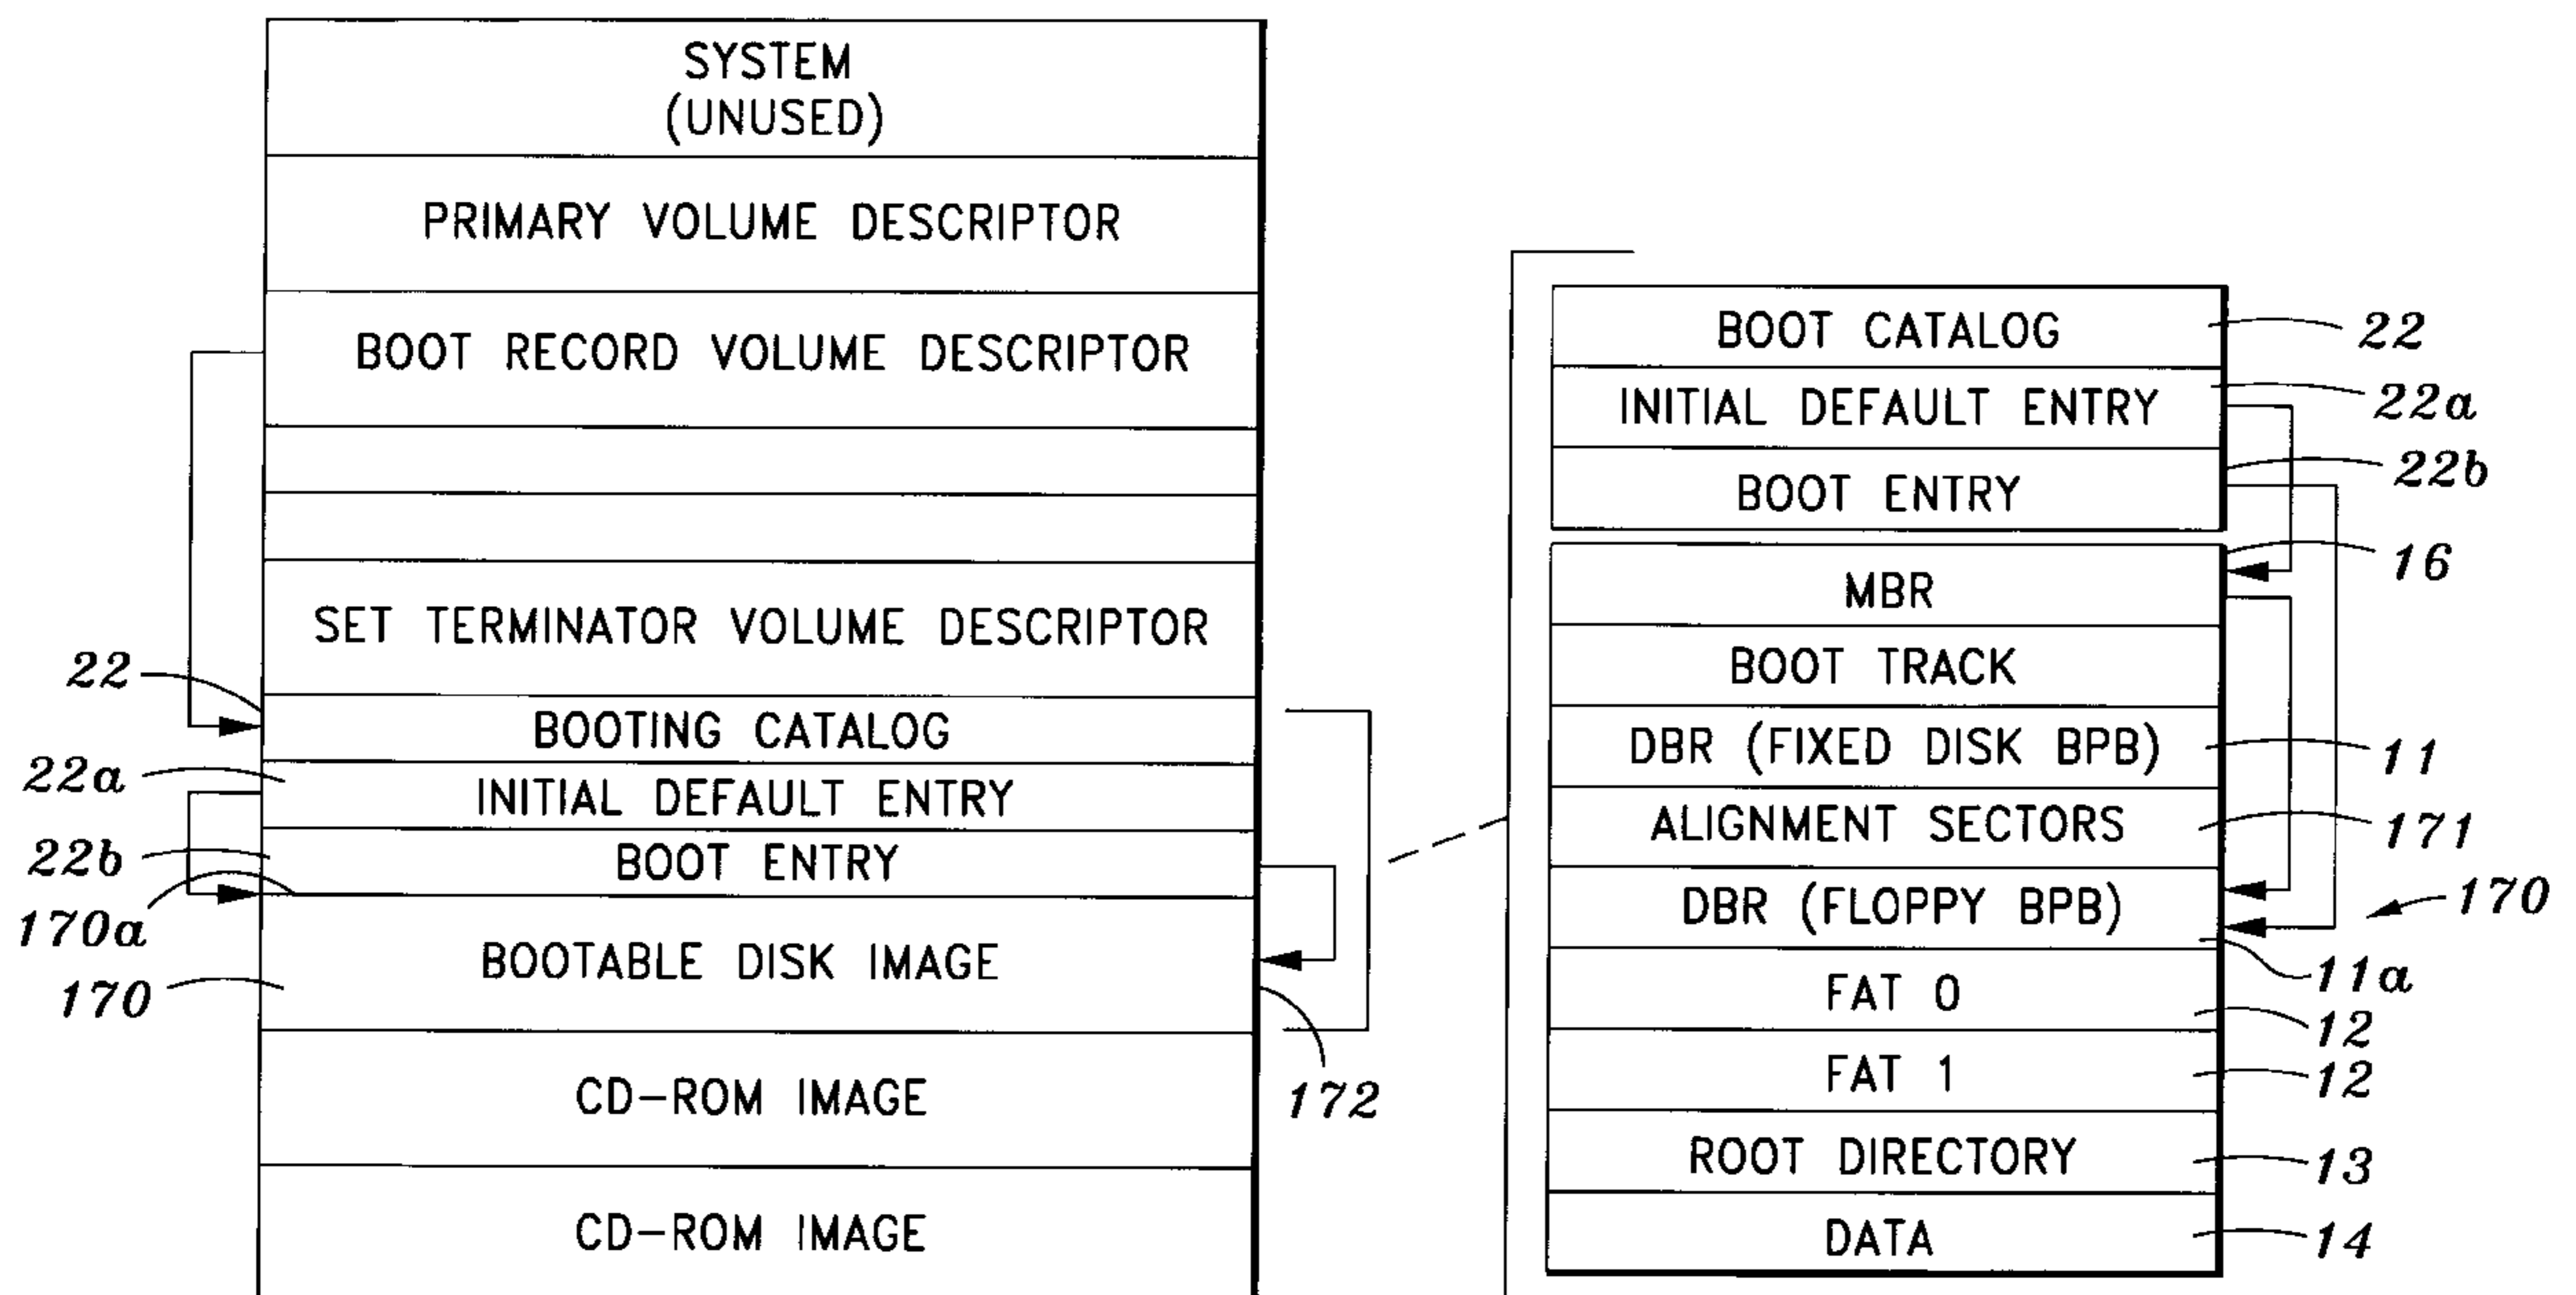 SYSTEM
(UNUSED)
PRIMARY VOLUME DESCRIPTOR
BOOT RECORD VOLUME DESCRIPTOR
SET TERMINATOR VOLUME DESCRIPTOR
22
BOOTING CATALOG
22a
INITIAL DEFAULT ENTRY
22b
BOOT ENTRY
170a
BOOTABLE DISK IMAGE
170
172
CD-ROM IMAGE
CD-ROM IMAGE
BOOT CATALOG
22
INITIAL DEFAULT ENTRY
22a
BOOT ENTRY
22b
16
MBR
BOOT TRACK
DBR (FIXED DISK BPB)
11
ALIGNMENT SECTORS
171
DBR (FLOPPY BPB)
170
11a
FAT 0
12
FAT 1
12
ROOT DIRECTORY
13
DATA
14